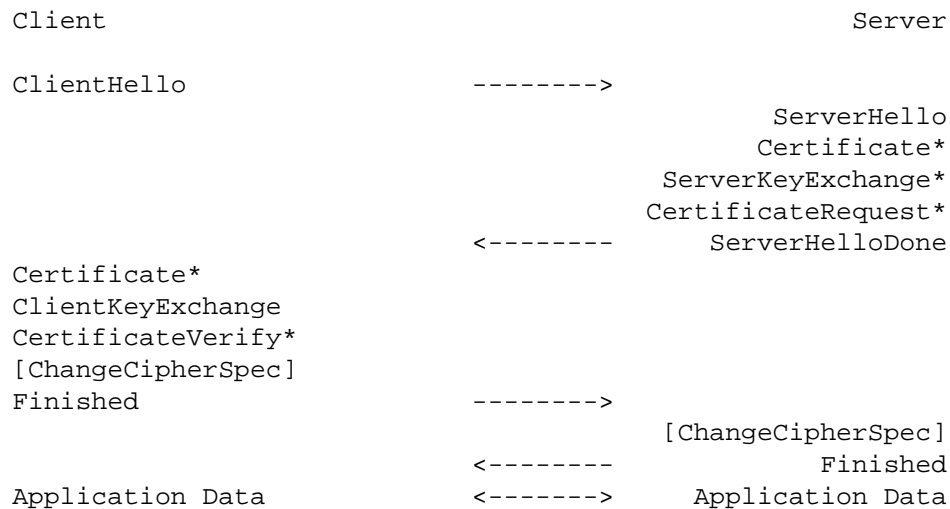 Client Server
ClientHello -------->
ServerHello
Certificate*
ServerKeyExchange*
CertificateRequest*
<-------- ServerHelloDone
Certificate*
ClientKeyExchange
CertificateVerify*
[ChangeCipherSpec]
Finished -------->
[ChangeCipherSpec]
<-------- Finished
Application Data <-------> Application Data